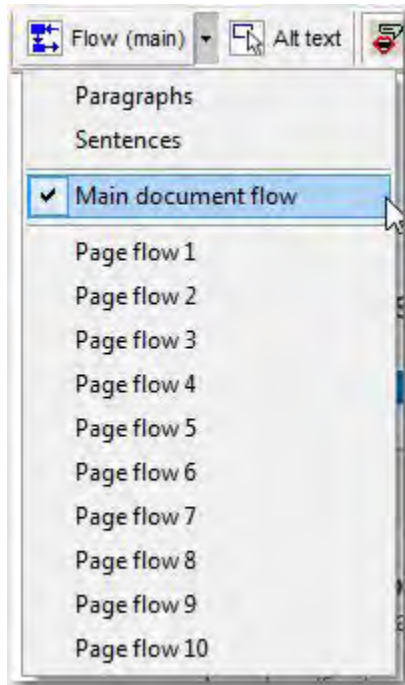 Flow (main) Alt text
Paragraphs
Sentences
Main document flow
Page flow 1
Page flow 2
Page flow 3
Page flow 4
Page flow 5
Page flow 6
Page flow 7
Page flow 8
Page flow 9
Page flow 10